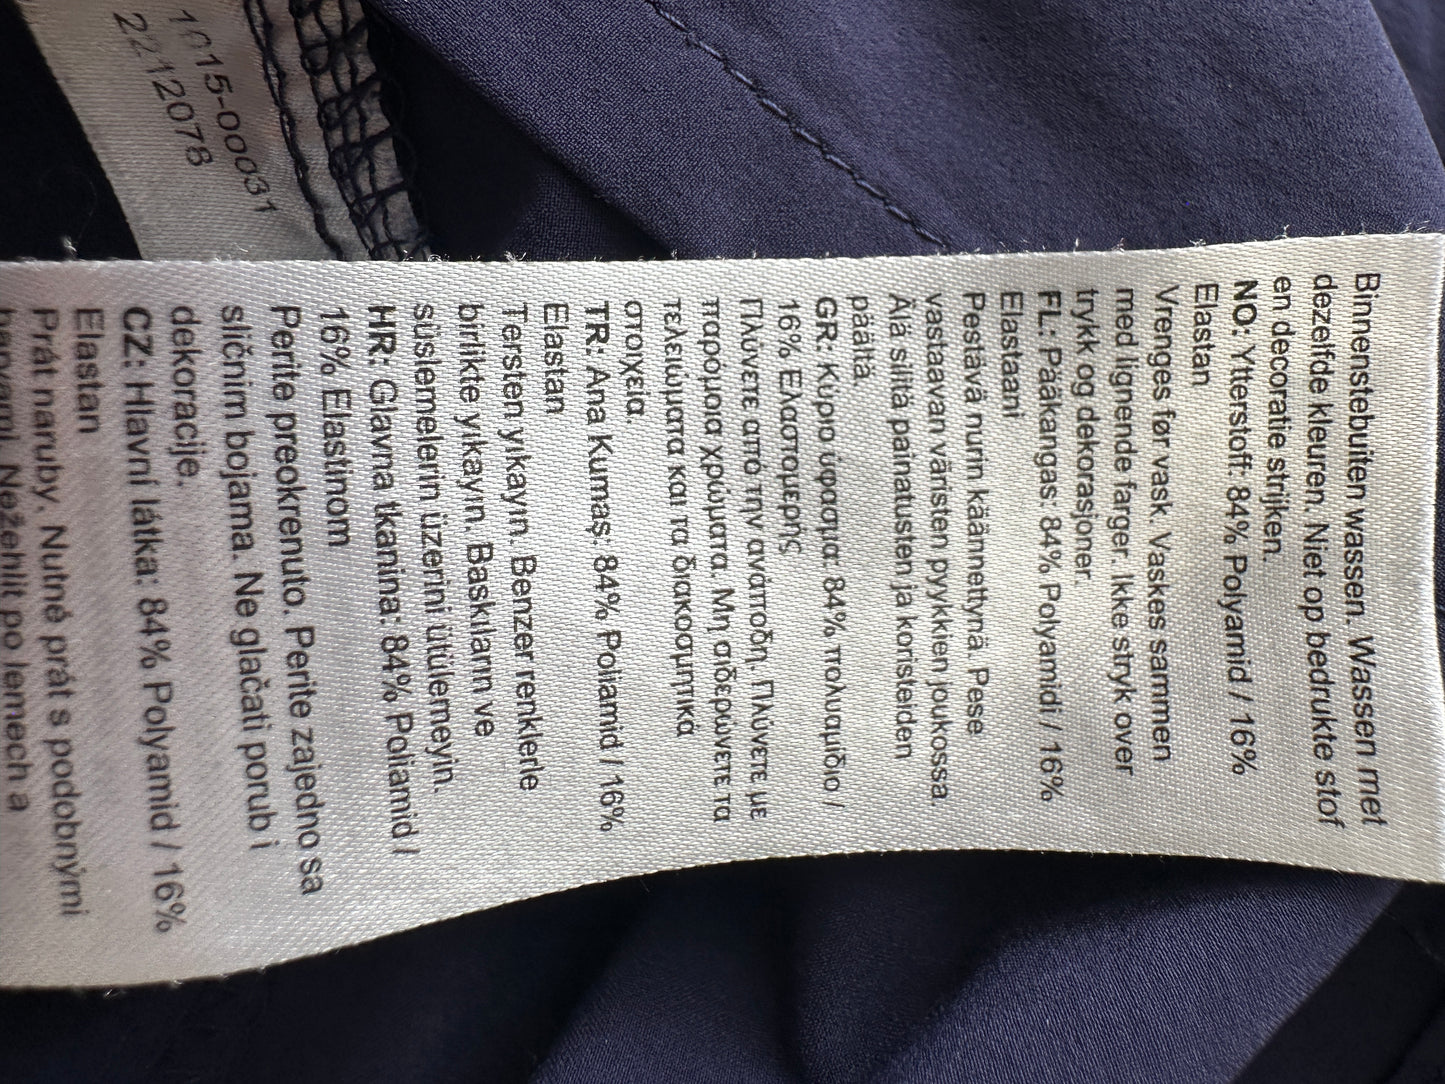 1015-00031
2212078
Binnenstebuiten wassen. Wassen met
dezelfde kleuren. Niet op bedrukte stof
en decoratie strijken.
NO: Ytterstoff: 84% Polyamid / 16%
Elastan
Vrenges før vask. Vaskes sammen
med lignende farger. Ikke stryk over
trykk og dekorasjoner.
FL: Pääkangas: 84% Polyamidi / 16%
Elastaani
Pestävä nurin käännettynä. Pese
vastaavan väristen pyykkien joukossa.
Älä silitä painatusten ja koristeiden
päältä.
GR: Κυριο ύφασμα: 84% πολυαμίδιο /
16% Ελαστομερής
Πλύνετε από την ανάποδη. Πλύνετε με
παρόμοια χρώματα. Μη σιδερώνετε τα
τελειώματα και τα διακοσμητικά
στοιχεία.
TR: Ana Kumaş: 84% Poliamid / 16%
Elastan
Tersten yıkayın. Benzer renklerle
birlikte yıkayın. Baskıların ve
süslemelerin üzerini ütülemeyin.
HR: Glavna tkanina: 84% Poliamid /
16% Elastinom
Perite preokrenuto. Perite zajedno sa
sličnim bojama. Ne glačati porub i
dekoracije.
CZ: Hlavní látka: 84% Polyamid / 16%
Elastan
Prát naruby. Nutné prát s podobnými
barvami. Nežehlit po lemech a